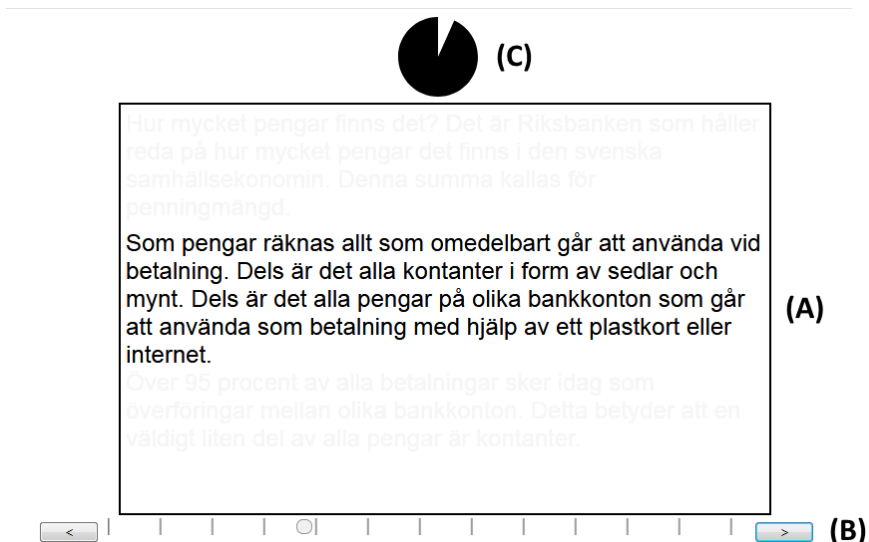 (C)
Hur mycket pengar finns det? Det är Riksbanken som håller
reda på hur mycket pengar det finns i den svenska
samhällsekonomin. Denna summa kallas för
penningmängd.
Som pengar räknas allt som omedelbart går att använda vid
betalning. Dels är det alla kontanter i form av sedlar och
mynt. Dels är det alla pengar på olika bankkonton som går
att använda som betalning med hjälp av ett plastkort eller
internet.
(A)
Över 95 procent av alla betalningar sker idag som
överföringar mellan olika bankkonton. Detta betyder att en
väldigt liten del av alla pengar är kontanter.
< > (B)